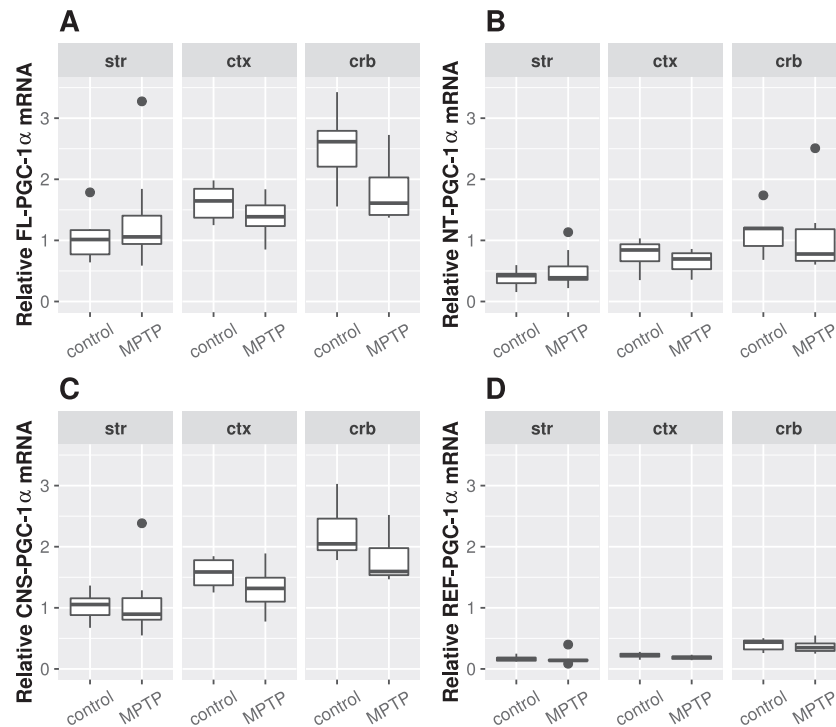 A
Relative FL-PGC-1α mRNA
str ctx crb
3
2
1
0
control MPTP control MPTP control MPTP
B
Relative NT-PGC-1α mRNA
str ctx crb
3
2
1
0
control MPTP control MPTP control MPTP
C
Relative CNS-PGC-1α mRNA
str ctx crb
3
2
1
0
control MPTP control MPTP control MPTP
D
Relative REF-PGC-1α mRNA
str ctx crb
3
2
1
0
control MPTP control MPTP control MPTP